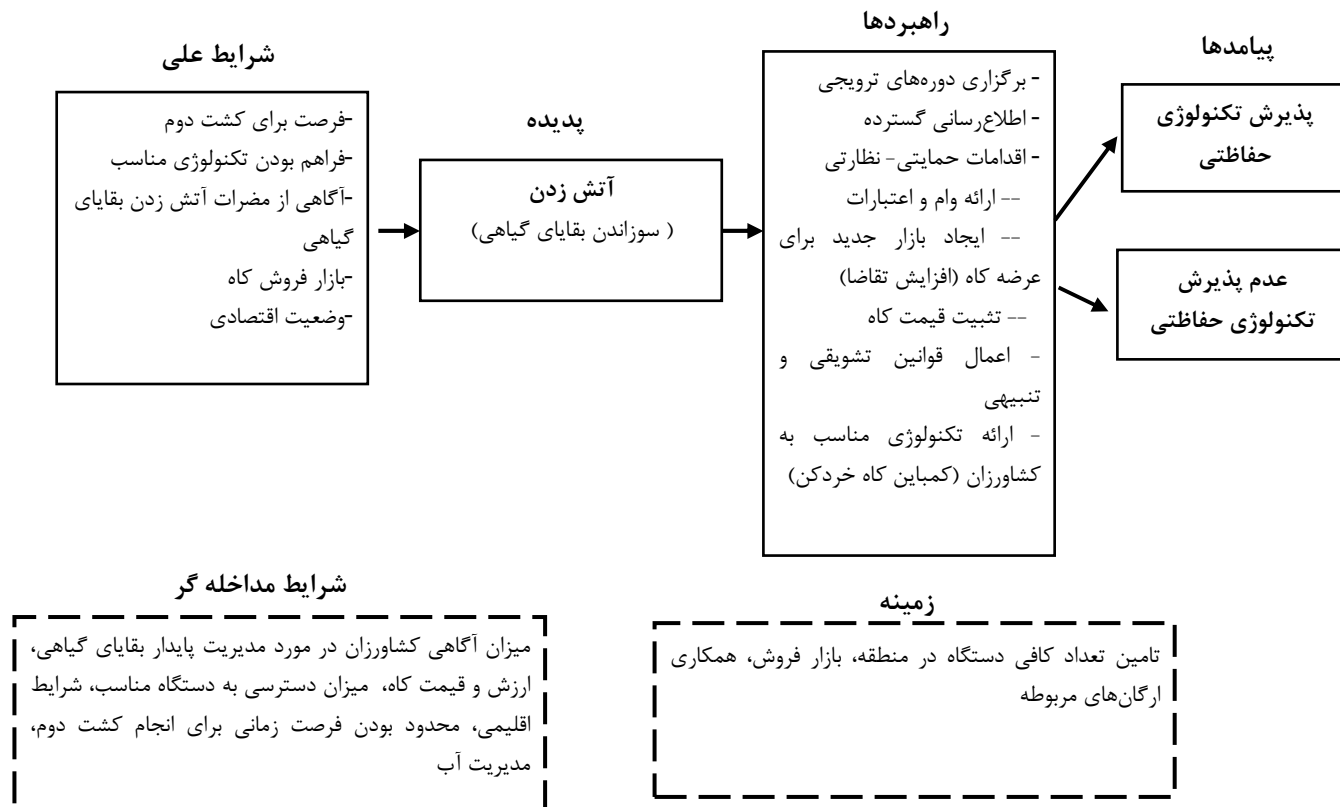 شرایط علی
-فرصت برای کشت دوم
-فراهم بودن تکنولوژی مناسب
-آگاهی از مضرات آتش زدن بقایای
گیاهی
-بازار فروش کاه
-وضعیت اقتصادی
پدیده
آتش زدن
( سوزاندن بقایای گیاهی)
راهبردها
- برگزاری دوره‌های ترویجی
- اطلاع‌رسانی گسترده
- اقدامات حمایتی- نظارتی
-- ارائه وام و اعتبارات
-- ایجاد بازار جدید برای
عرضه کاه (افزایش تقاضا)
-- تثبیت قیمت کاه
- اعمال قوانین تشویقی و
تنبیهی
- ارائه تکنولوژی مناسب به
کشاورزان (کمباین کاه خردکن)
پیامدها
پذیرش تکنولوژی
حفاظتی
عدم پذیرش
تکنولوژی حفاظتی
شرایط مداخله گر
میزان آگاهی کشاورزان در مورد مدیریت پایدار بقایای گیاهی،
ارزش و قیمت کاه، میزان دسترسی به دستگاه مناسب، شرایط
اقلیمی، محدود بودن فرصت زمانی برای انجام کشت دوم،
مدیریت آب
زمینه
تامین تعداد کافی دستگاه در منطقه، بازار فروش، همکاری
ارگان‌های مربوطه